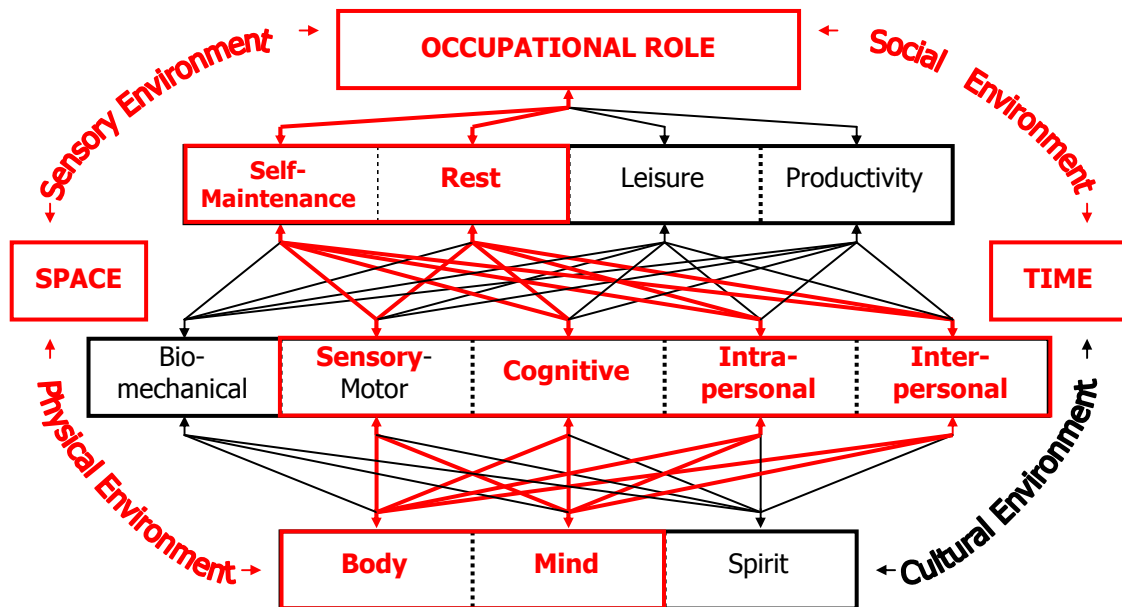 OCCUPATIONAL ROLE
Sensory Environment
Social Environment
Self-
Maintenance
Rest
Leisure
Productivity
SPACE
TIME
Bio-
mechanical
Sensory-
Motor
Cognitive
Intra-
personal
Inter-
personal
Physical Environment
Cultural Environment
Body
Mind
Spirit